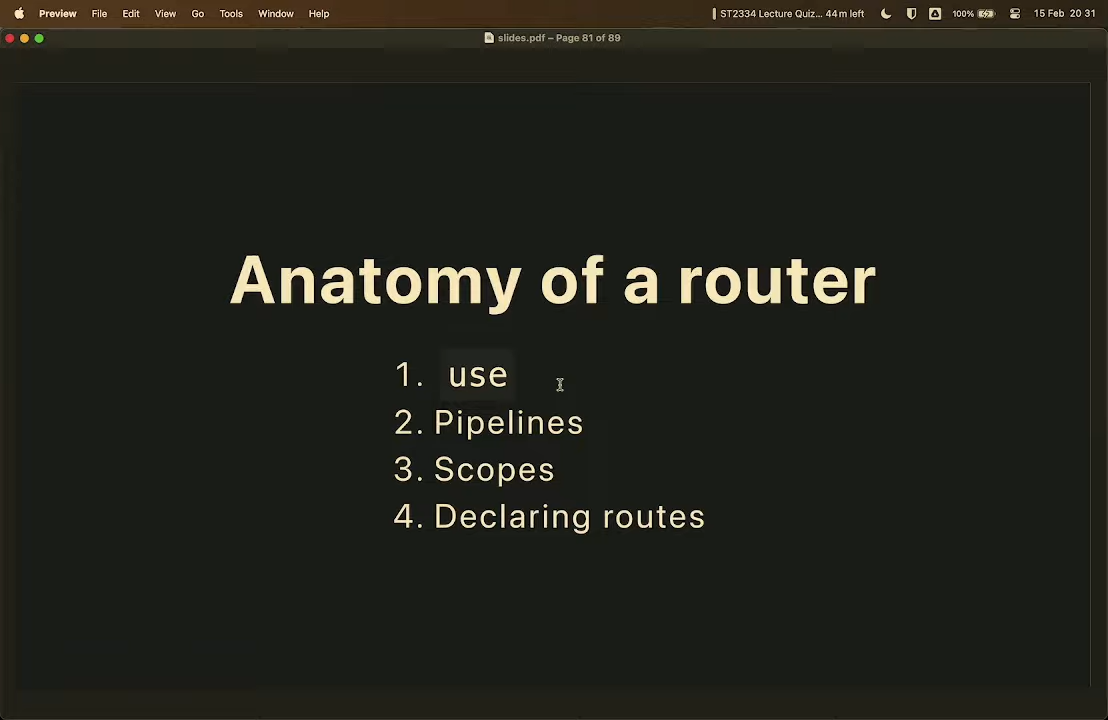 Preview File Edit View Go Tools Window Help ST2334 Lecture Quiz... 44 m left 100% 15 Feb 20 31
slides.pdf – Page 81 of 89
Anatomy of a router
1. use
2. Pipelines
3. Scopes
4. Declaring routes